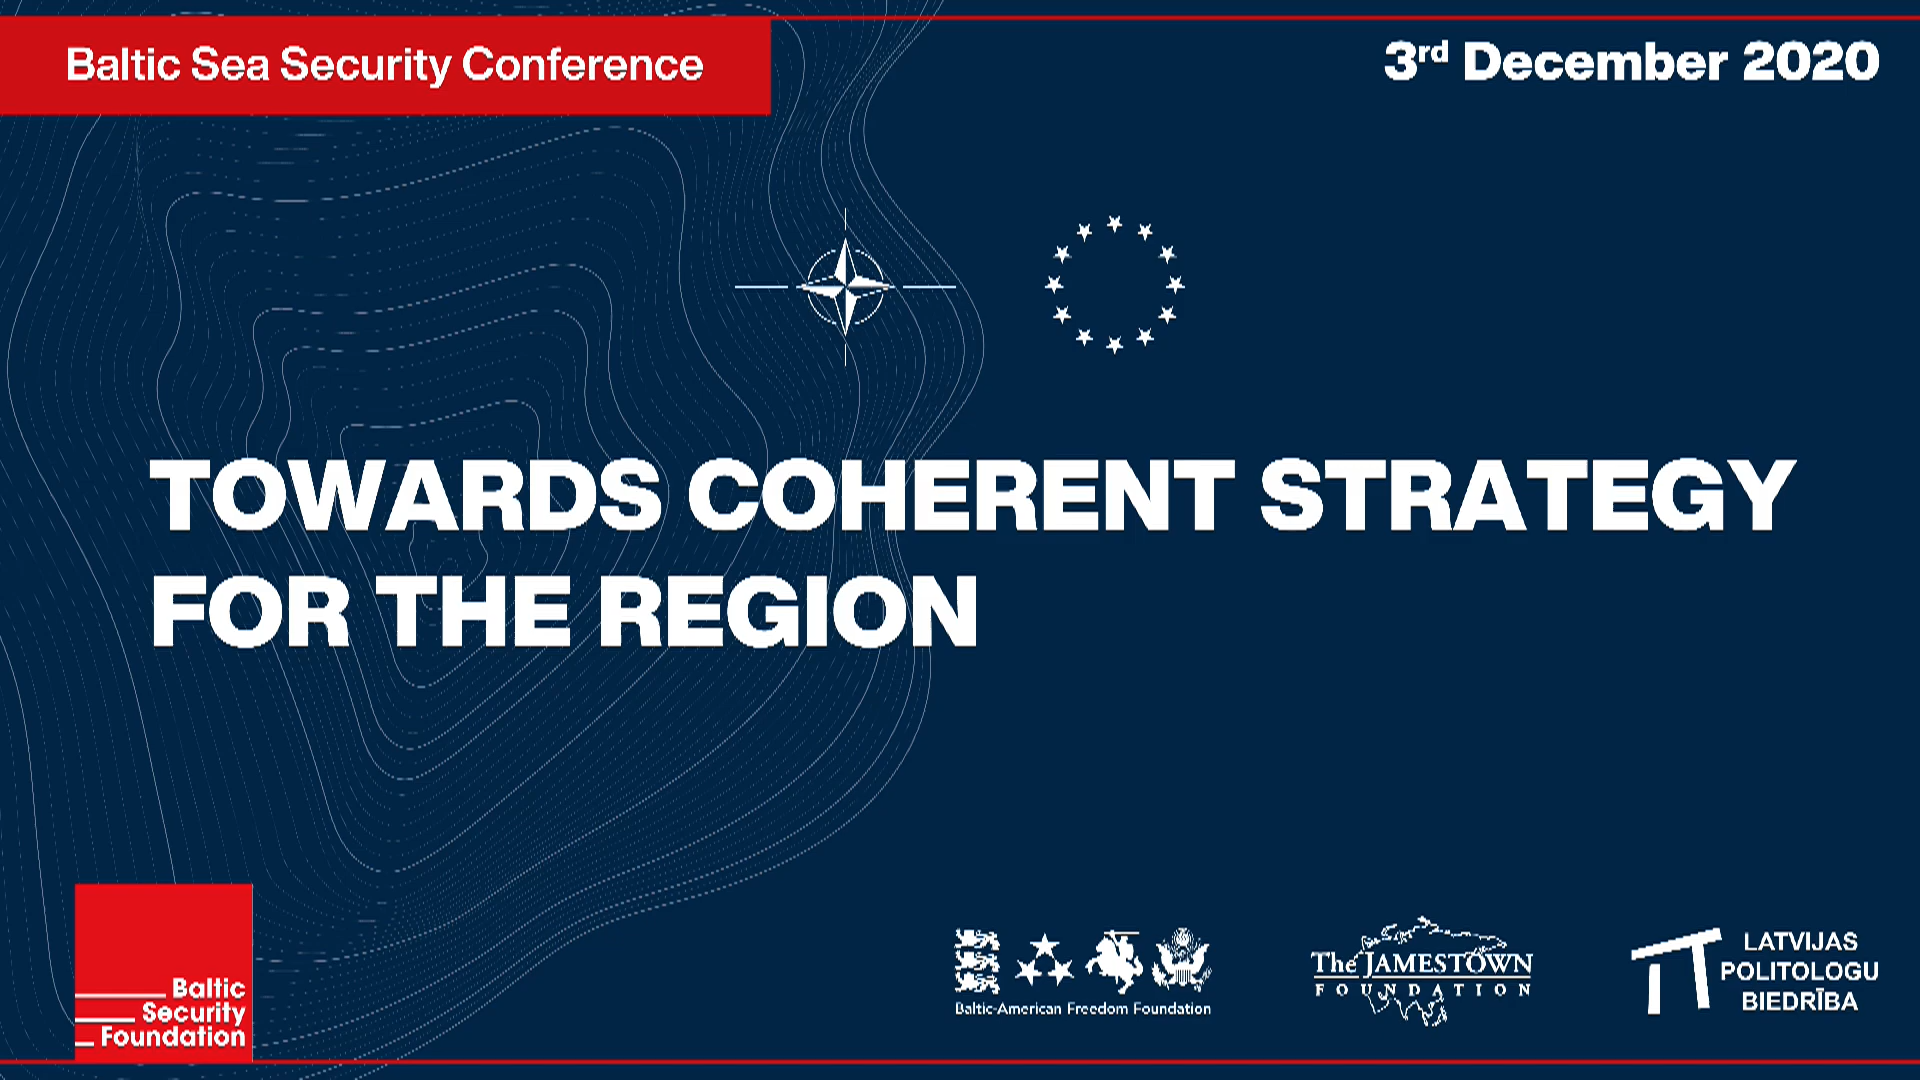 Baltic Sea Security Conference
3rd December 2020
TOWARDS COHERENT STRATEGY
FOR THE REGION
Baltic
Security
Foundation
Baltic-American Freedom Foundation
The JAMESTOWN
FOUNDATION
LATVIJAS
POLITOLOGU
BIEDRĪBA